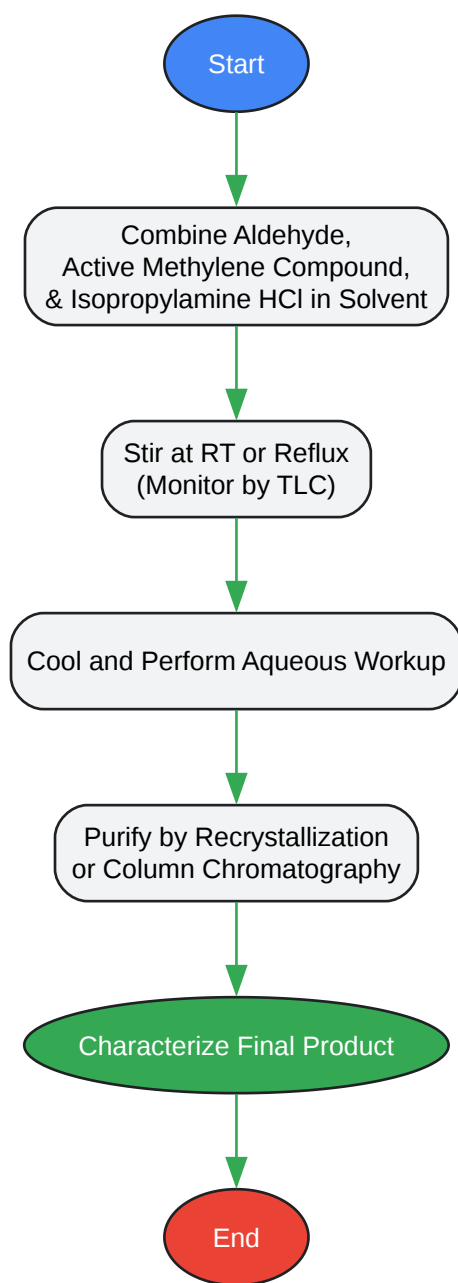 Start
Combine Aldehyde,
Active Methylene Compound,
& Isopropylamine HCl in Solvent
Stir at RT or Reflux
(Monitor by TLC)
Cool and Perform Aqueous Workup
Purify by Recrystallization
or Column Chromatography
Characterize Final Product
End